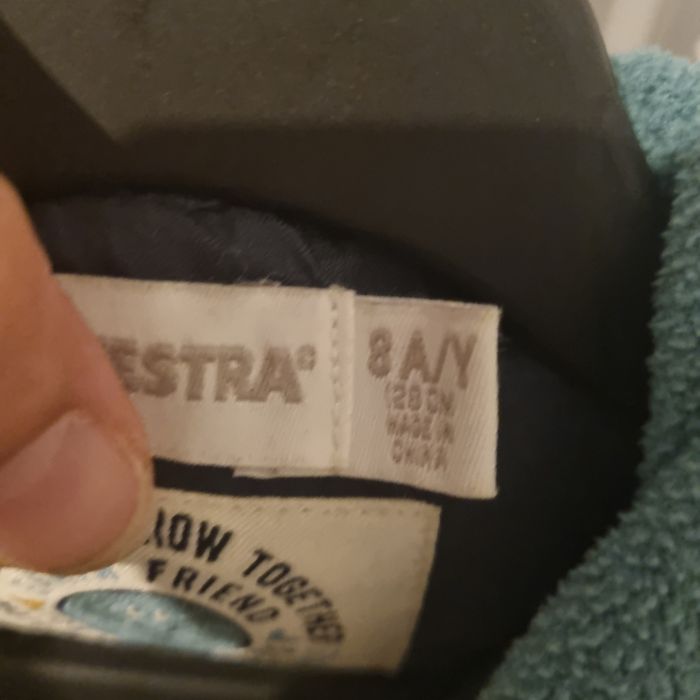 ESTRA®
8 A/Y
128 CM
MADE IN
CHINA
ROW TOGETHER
FRIEND